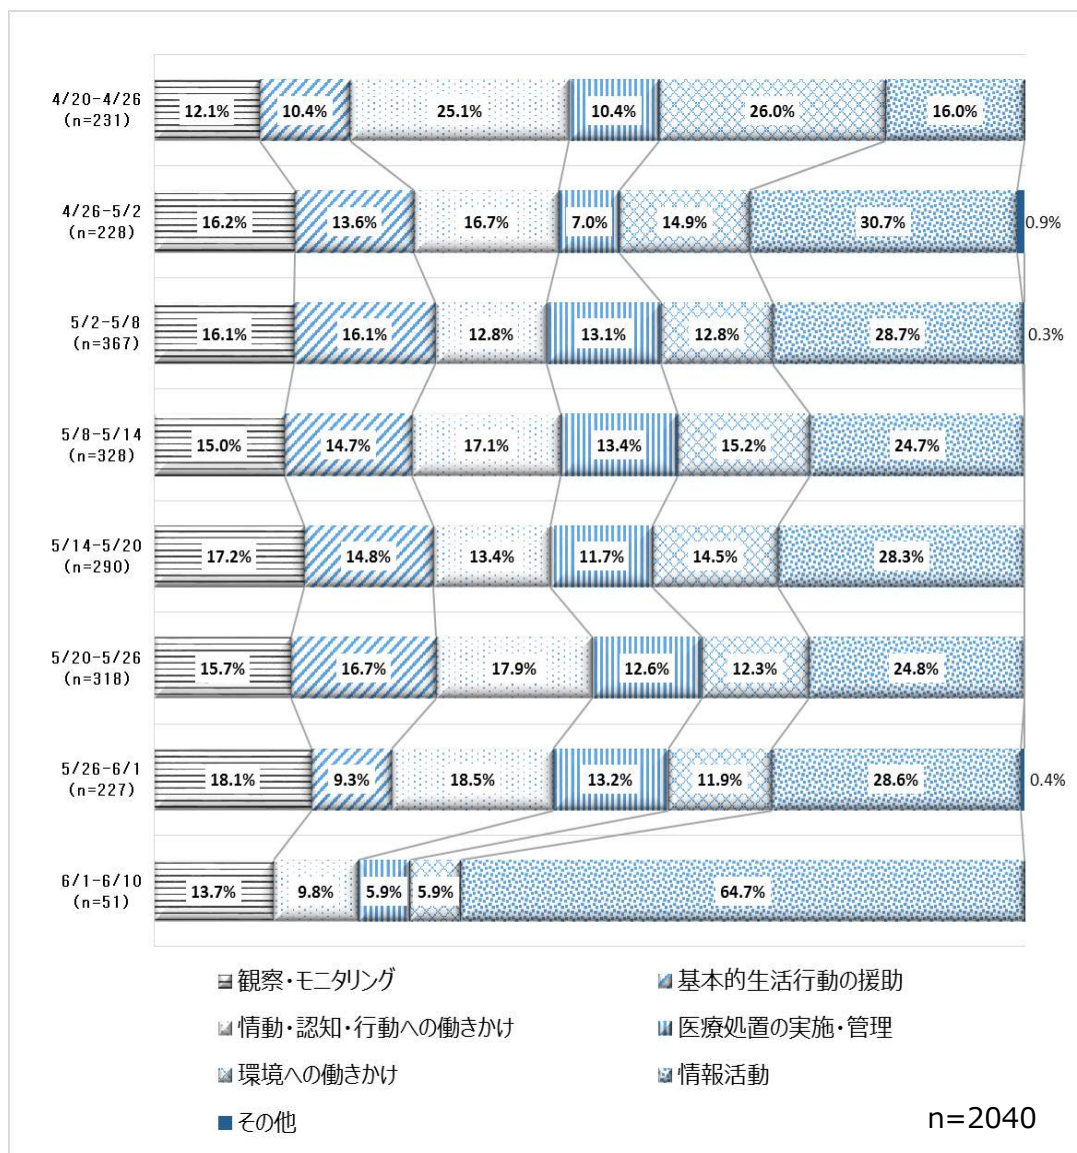 4/20-4/26
(n=231)
12.1% 10.4% 25.1% 10.4% 26.0% 16.0%
4/26-5/2
(n=228)
16.2% 13.6% 16.7% 7.0% 14.9% 30.7% 0.9%
5/2-5/8
(n=367)
16.1% 16.1% 12.8% 13.1% 12.8% 28.7% 0.3%
5/8-5/14
(n=328)
15.0% 14.7% 17.1% 13.4% 15.2% 24.7%
5/14-5/20
(n=290)
17.2% 14.8% 13.4% 11.7% 14.5% 28.3%
5/20-5/26
(n=318)
15.7% 16.7% 17.9% 12.6% 12.3% 24.8%
5/26-6/1
(n=227)
18.1% 9.3% 18.5% 13.2% 11.9% 28.6% 0.4%
6/1-6/10
(n=51)
13.7% 9.8% 5.9% 5.9% 64.7%
観察・モニタリング 基本的生活行動の援助
情動・認知・行動への働きかけ 医療処置の実施・管理
環境への働きかけ 情報活動
その他
n=2040